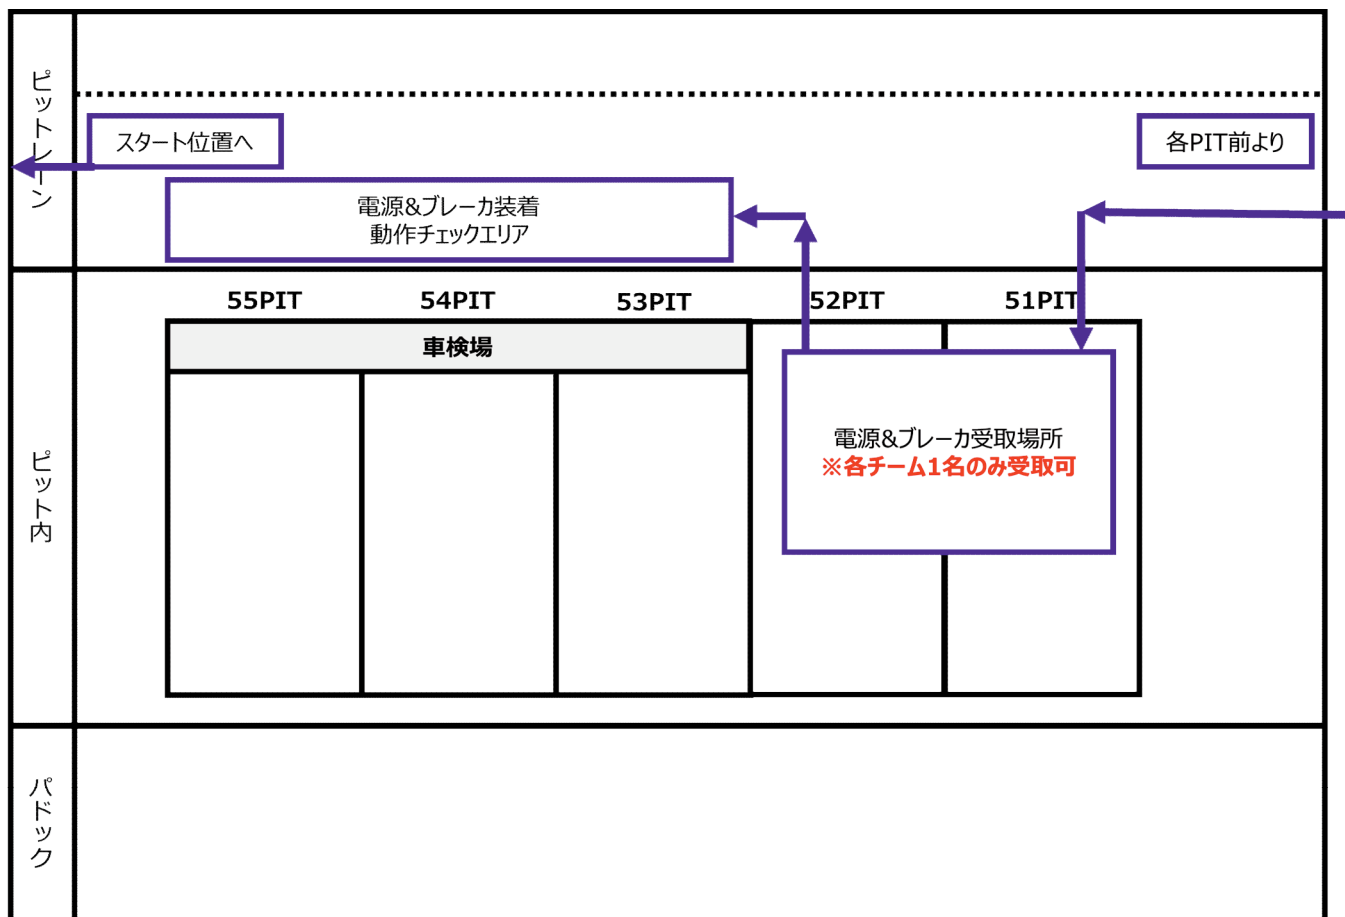 ピットレーン
スタート位置へ
各PIT前より
電源&ブレーカ装着
動作チェックエリア
ピット内
55PIT
54PIT
53PIT
52PIT
51PIT
車検場
電源&ブレーカ受取場所
※各チーム1名のみ受取可
パドック